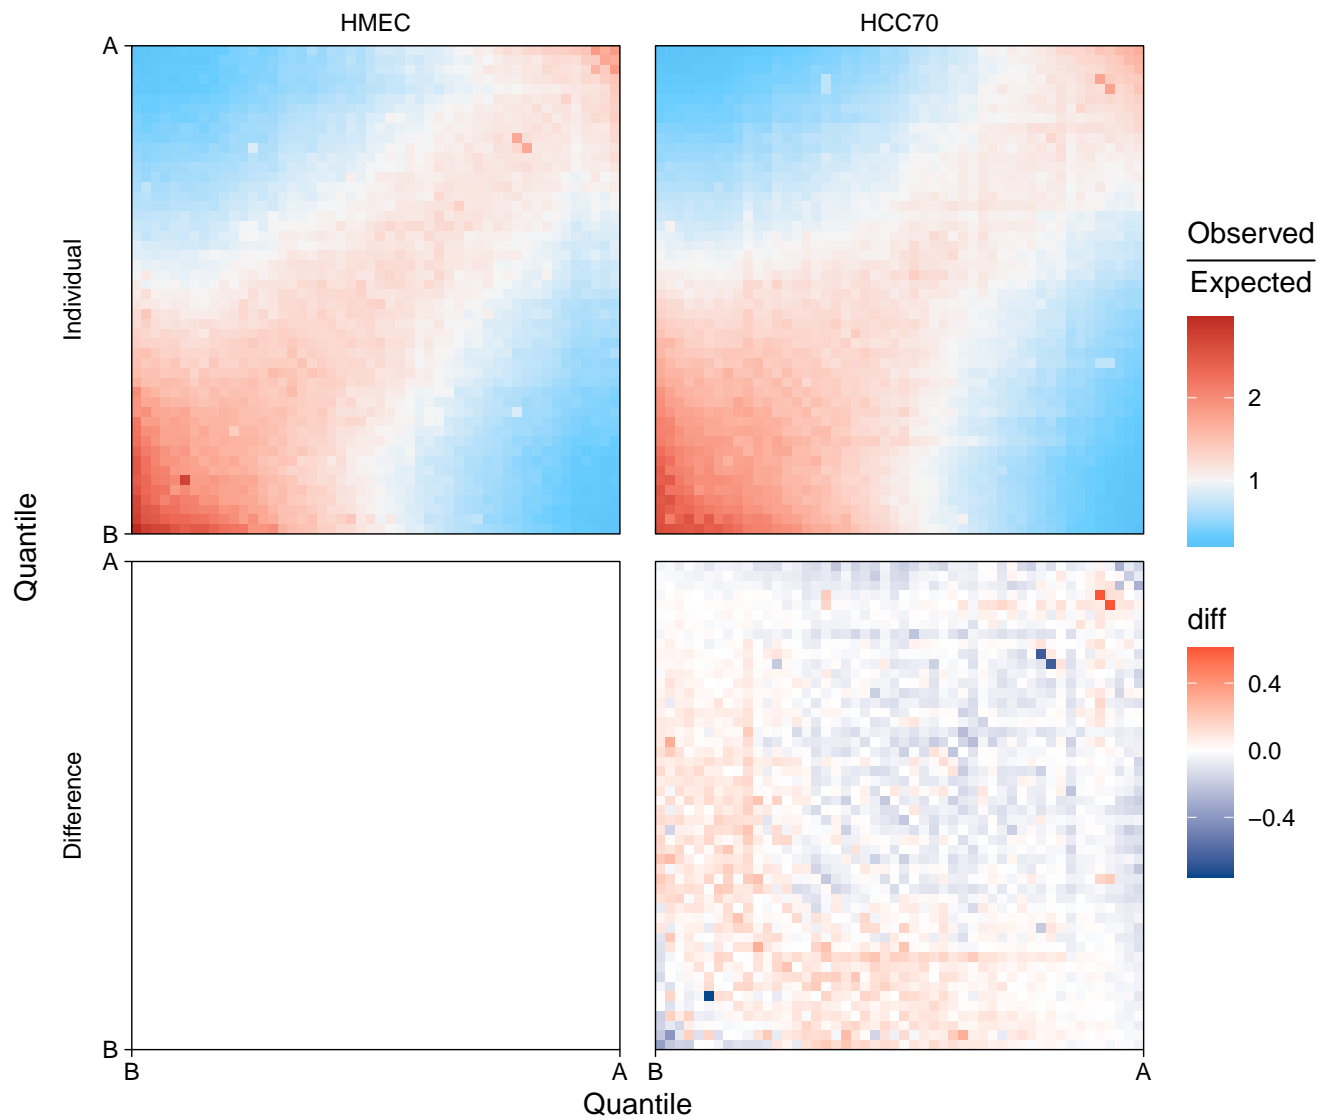 HMEC HCC70
A
Individual
B
Observed
Expected
2
1
Quantile
A
Difference
B
diff
0.4
0.0
−0.4
B A B A
Quantile